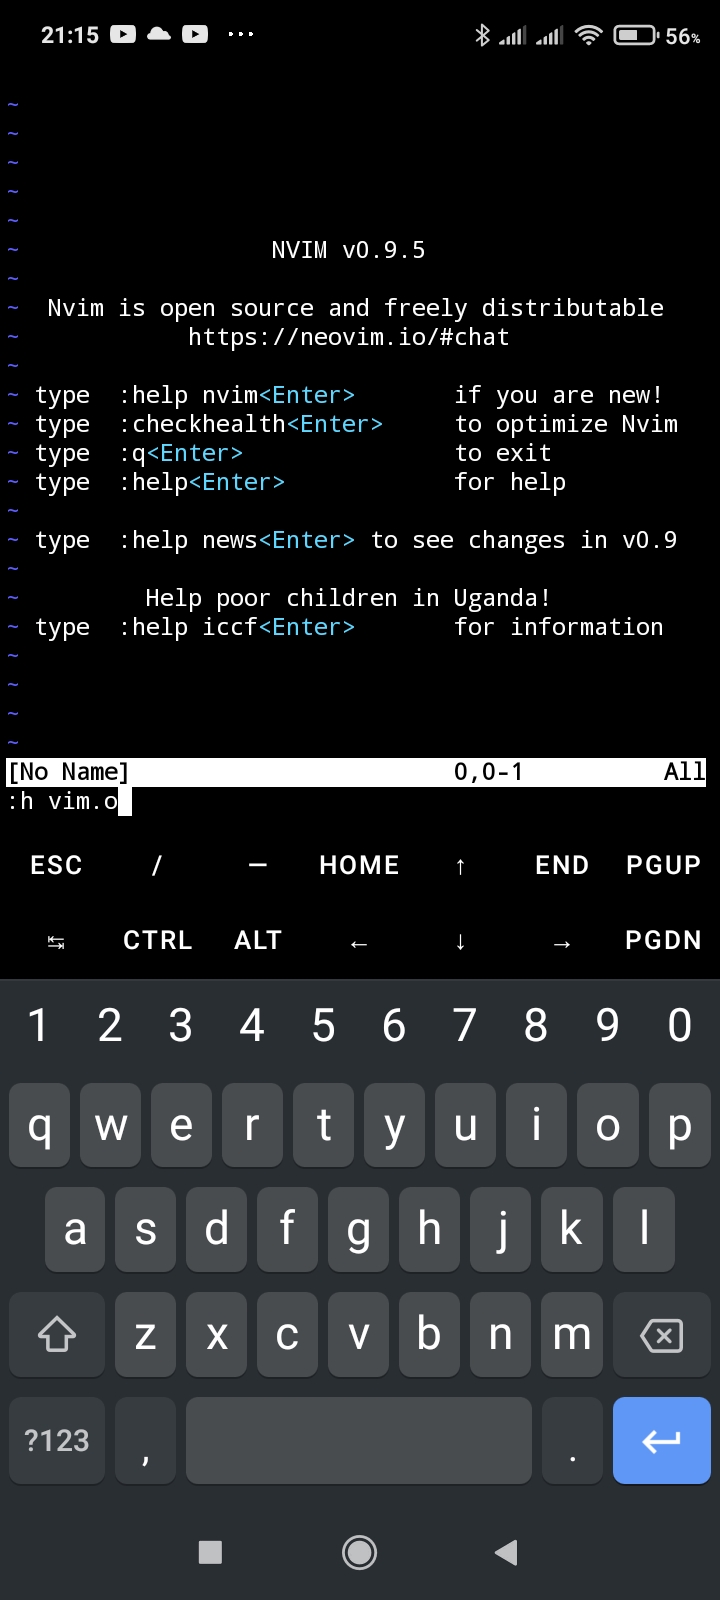 21:15 ... 56%
~
~
~
~
~
~ NVIM v0.9.5
~
~ Nvim is open source and freely distributable
~ https://neovim.io/#chat
~
~ type :help nvim<Enter> if you are new!
~ type :checkhealth<Enter> to optimize Nvim
~ type :q<Enter> to exit
~ type :help<Enter> for help
~
~ type :help news<Enter> to see changes in v0.9
~
~ Help poor children in Uganda!
~ type :help iccf<Enter> for information
~
~
~
~
[No Name] 0,0-1 All
:h vim.o
ESC / — HOME ↑ END PGUP
↹ CTRL ALT ← ↓ → PGDN
1 2 3 4 5 6 7 8 9 0
q w e r t y u i o p
a s d f g h j k l
z x c v b n m
?123 , .